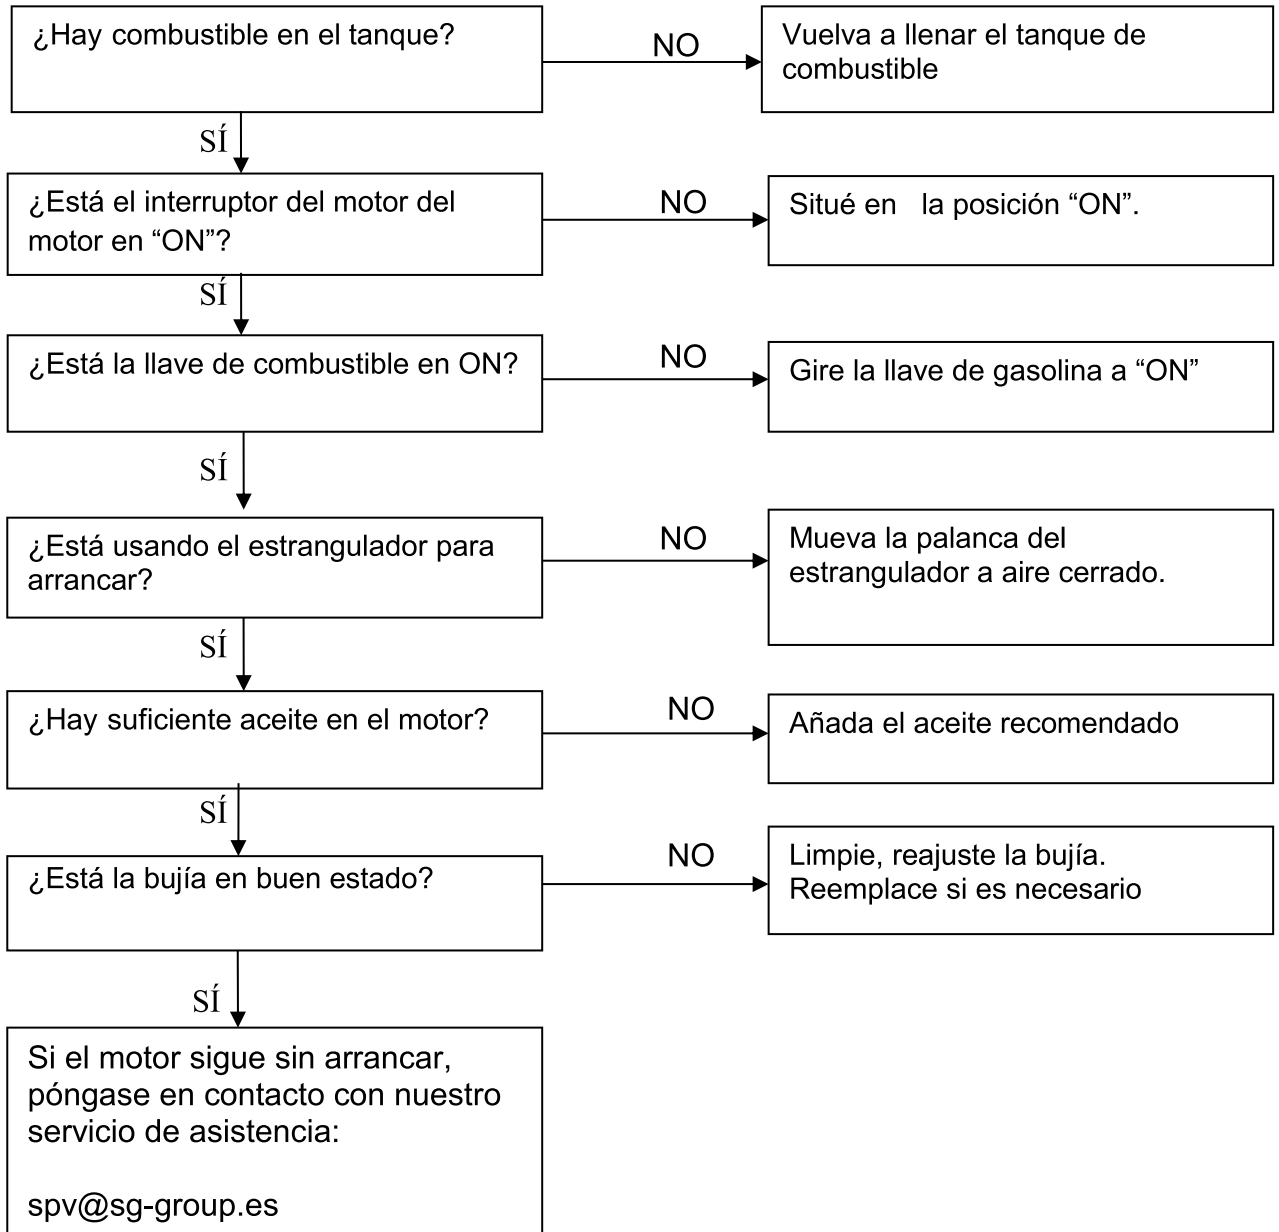 ¿Hay combustible en el tanque?
NO
Vuelva a llenar el tanque de
combustible
SÍ
¿Está el interruptor del motor del
motor en “ON”?
NO
Situé en la posición “ON”.
SÍ
¿Está la llave de combustible en ON?
NO
Gire la llave de gasolina a “ON”
SÍ
¿Está usando el estrangulador para
arrancar?
NO
Mueva la palanca del
estrangulador a aire cerrado.
SÍ
¿Hay suficiente aceite en el motor?
NO
Añada el aceite recomendado
SÍ
¿Está la bujía en buen estado?
NO
Limpie, reajuste la bujía.
Reemplace si es necesario
SÍ
Si el motor sigue sin arrancar,
póngase en contacto con nuestro
servicio de asistencia:
spv@sg-group.es